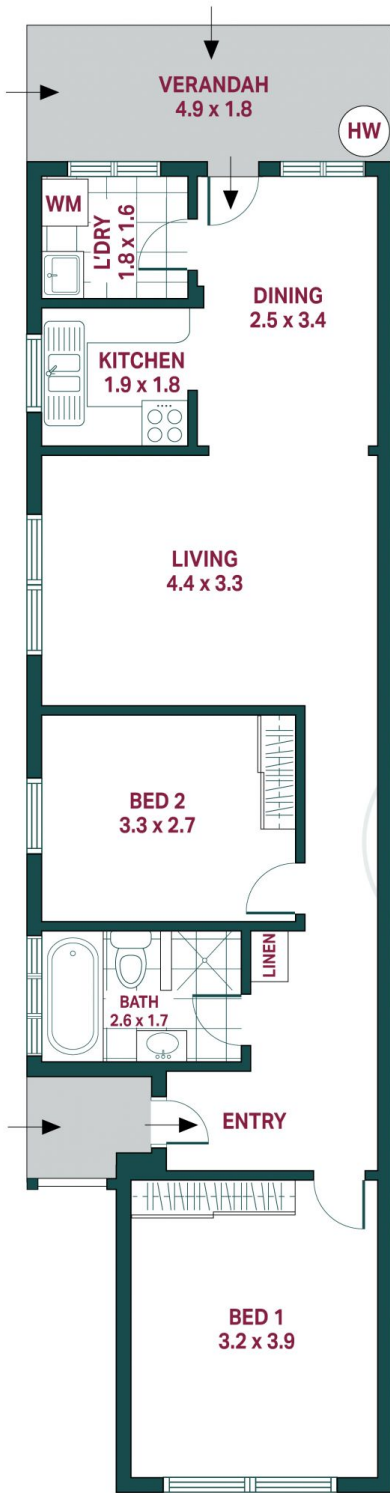 VERANDAH
4.9 x 1.8
HW
WM
L'DRY
1.8 x 1.6
DINING
2.5 x 3.4
KITCHEN
1.9 x 1.8
LIVING
4.4 x 3.3
BED 2
3.3 x 2.7
LINEN
BATH
2.6 x 1.7
ENTRY
BED 1
3.2 x 3.9